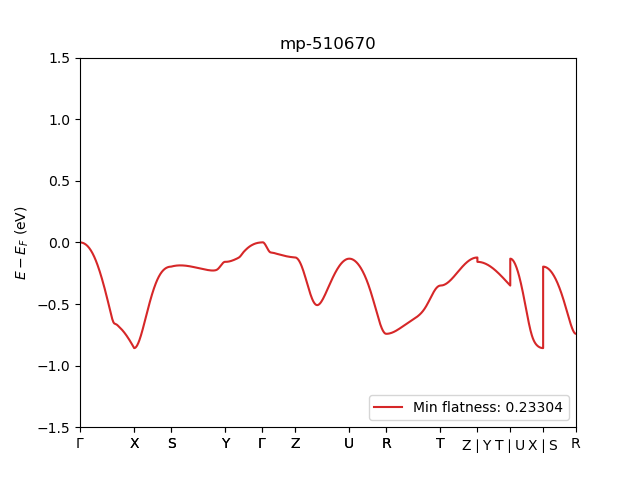 mp-510670
E − E_F (eV)
1.5
1.0
0.5
0.0
−0.5
−1.0
−1.5
Min flatness: 0.23304
Γ X S Y Γ Z U R T Z|Y T|U X|S R